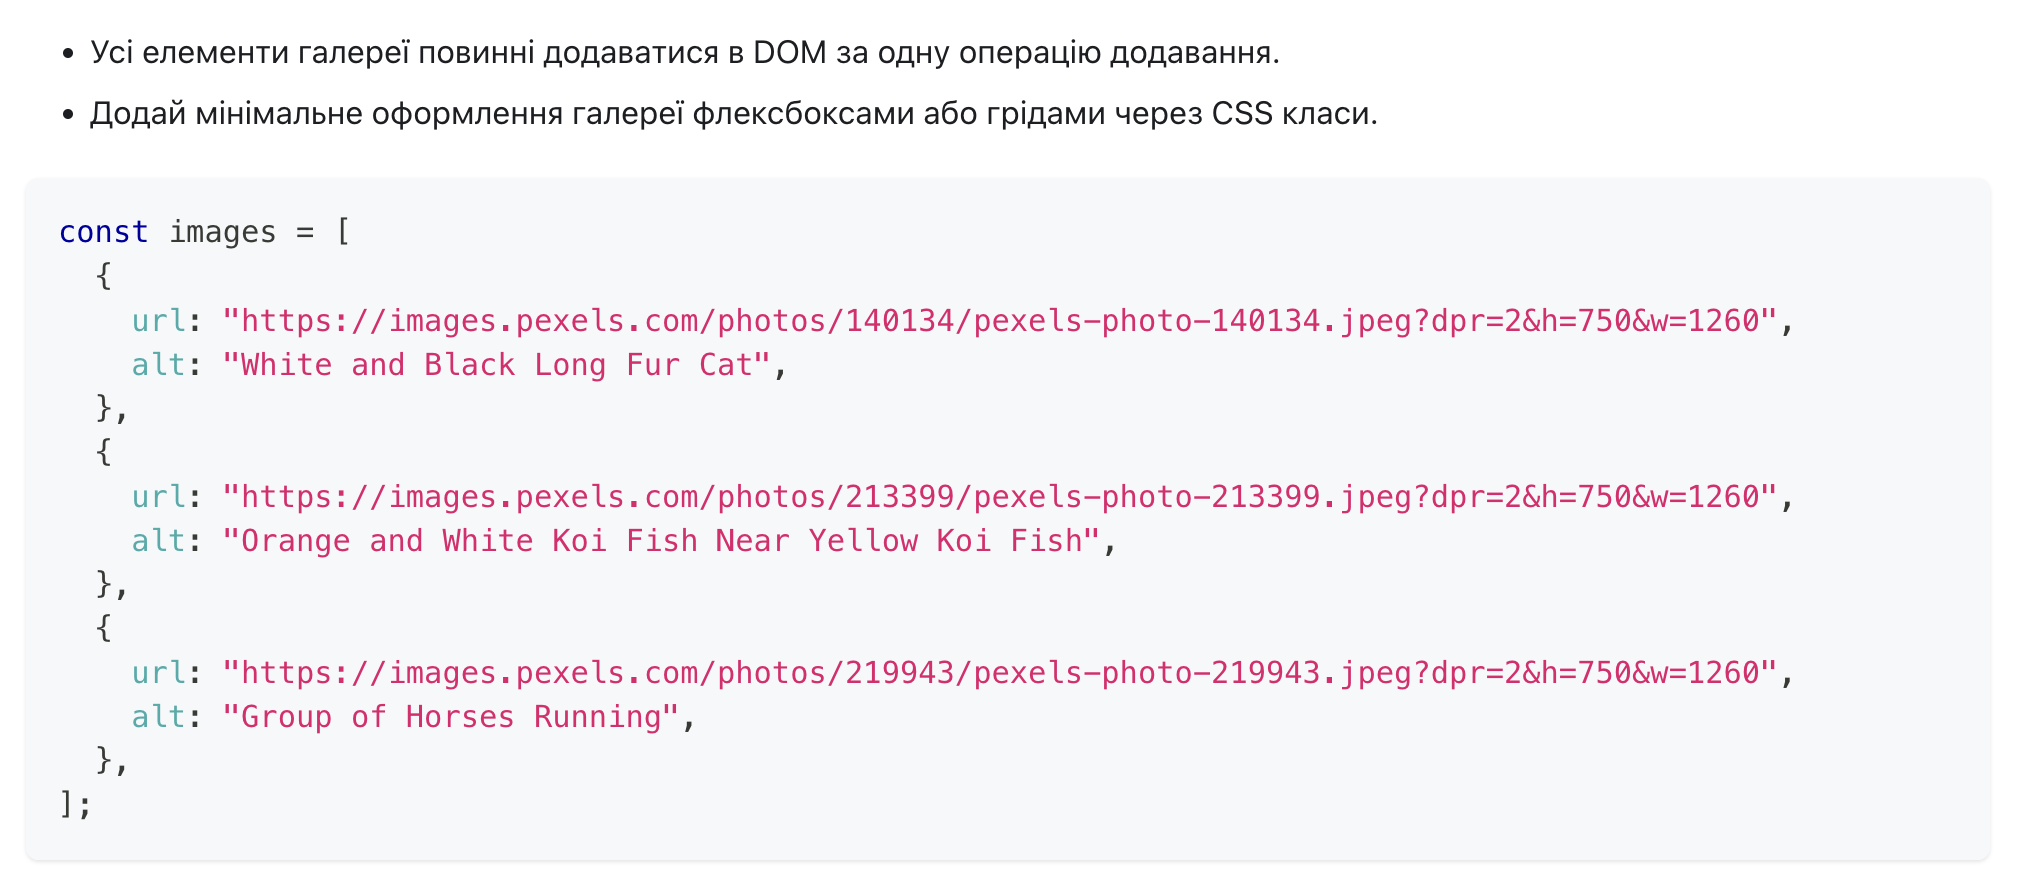 • Усі елементи галереї повинні додаватися в DOM за одну операцію додавання.
• Додай мінімальне оформлення галереї флексбоксами або грідами через CSS класи.
const images = [
  {
    url: "https://images.pexels.com/photos/140134/pexels-photo-140134.jpeg?dpr=2&h=750&w=1260",
    alt: "White and Black Long Fur Cat",
  },
  {
    url: "https://images.pexels.com/photos/213399/pexels-photo-213399.jpeg?dpr=2&h=750&w=1260",
    alt: "Orange and White Koi Fish Near Yellow Koi Fish",
  },
  {
    url: "https://images.pexels.com/photos/219943/pexels-photo-219943.jpeg?dpr=2&h=750&w=1260",
    alt: "Group of Horses Running",
  },
];